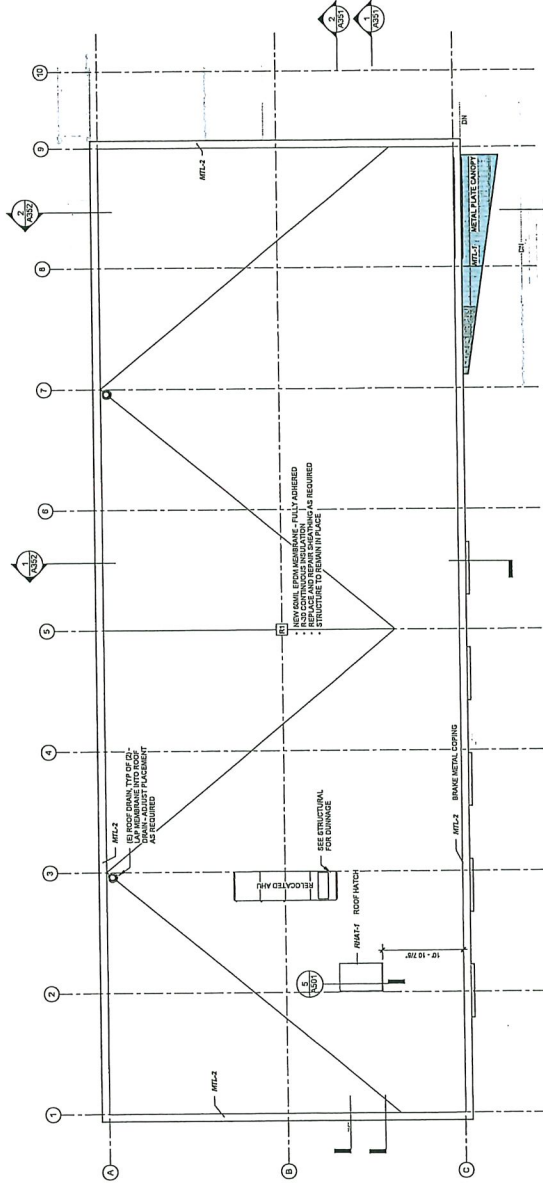 2
A351
1
A351
2
A352
1
A352
10
9
8
7
6
5
4
3
2
1
A
B
C
MTL-2
DN
MTL-1 METAL PLATE CANOPY
NEW 60MIL EPDM MEMBRANE - FULLY ADHERED
R-30 CONTINUOUS INSULATION
REPLACE AND REPAIR SHEATHING AS REQUIRED
STRUCTURE TO REMAIN IN PLACE
R1
MTL-2
(E) ROOF DRAIN, TYP OF (2) -
LAP MEMBRANE INTO ROOF
DRAIN - ADJUST PLACEMENT
AS REQUIRED
RELOCATED AHU
SEE STRUCTURAL
FOR DUNNAGE
RHAT-1 ROOF HATCH
5
A501
10' - 10 7/8"
MTL-2 BRAKE METAL COPING
MTL-2